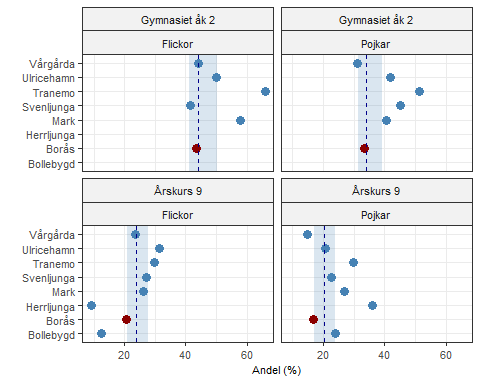 Gymnasiet åk 2
Gymnasiet åk 2
Flickor
Pojkar
Vårgårda
Ulricehamn
Tranemo
Svenljunga
Mark
Herrljunga
Borås
Bollebygd
Årskurs 9
Årskurs 9
Flickor
Pojkar
Vårgårda
Ulricehamn
Tranemo
Svenljunga
Mark
Herrljunga
Borås
Bollebygd
20 40 60 20 40 60
Andel (%)